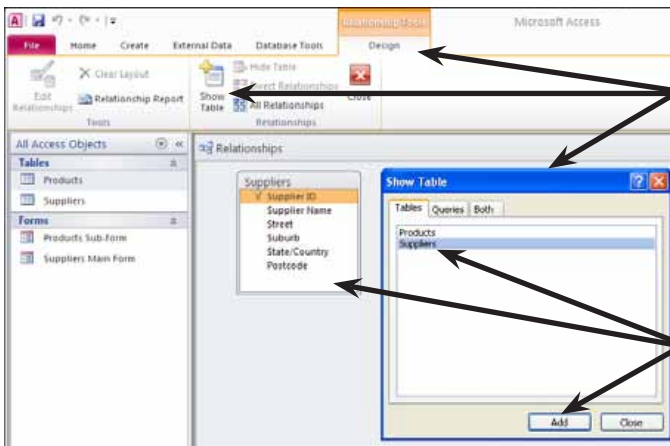 Relationship Tools
Microsoft Access
File
Home
Create
External Data
Database Tools
Design
Edit Relationships
Clear Layout
Relationship Report
Tools
Show Table
Hide Table
Direct Relationships
All Relationships
Close
Relationships
All Access Objects
Tables
Products
Suppliers
Forms
Products Sub-Form
Suppliers Main Form
Relationships
Suppliers
Supplier ID
Supplier Name
Street
Suburb
State/Country
Postcode
Show Table
Tables
Queries
Both
Products
Suppliers
Add
Close